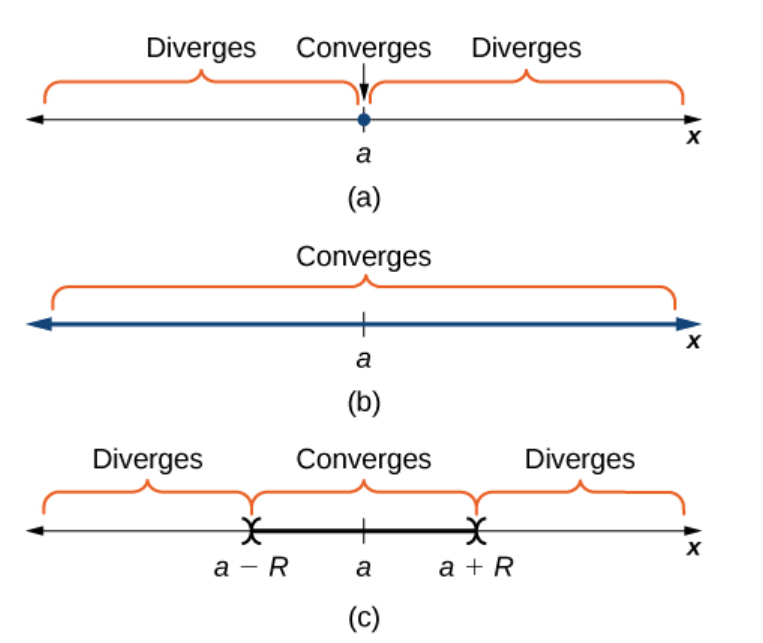 Diverges Converges Diverges
x
a
(a)
Converges
x
a
(b)
Diverges Converges Diverges
x
a − R a a + R
(c)